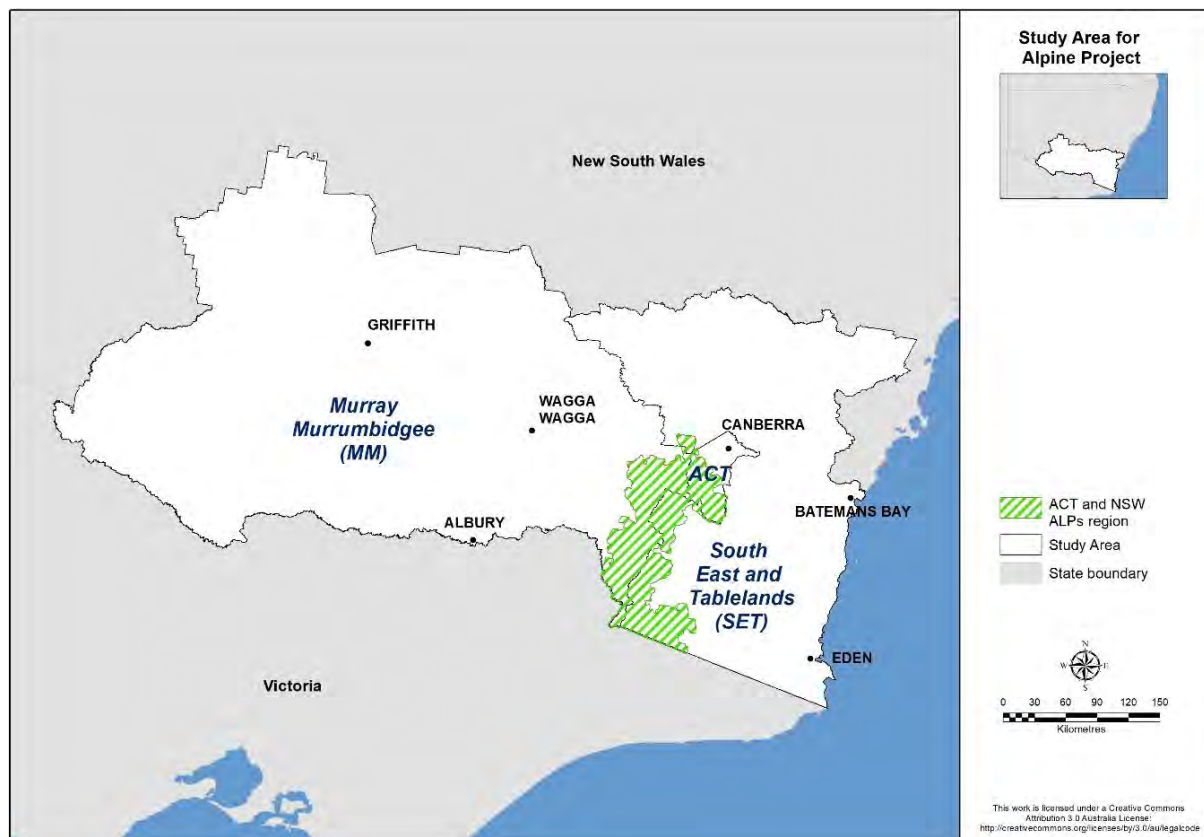 Study Area for
Alpine Project
New South Wales
GRIFFITH
Murray
Murrumbidgee
(MM)
WAGGA
WAGGA
CANBERRA
ACT
BATEMANS BAY
ALBURY
South
East and
Tablelands
(SET)
EDEN
Victoria
ACT and NSW
ALPs region
Study Area
State boundary
N
W E
S
0 30 60 90 120 150
Kilometres
This work is licensed under a Creative Commons
Attribution 3.0 Australia License:
http://creativecommons.org/licenses/by/3.0/au/legalcode